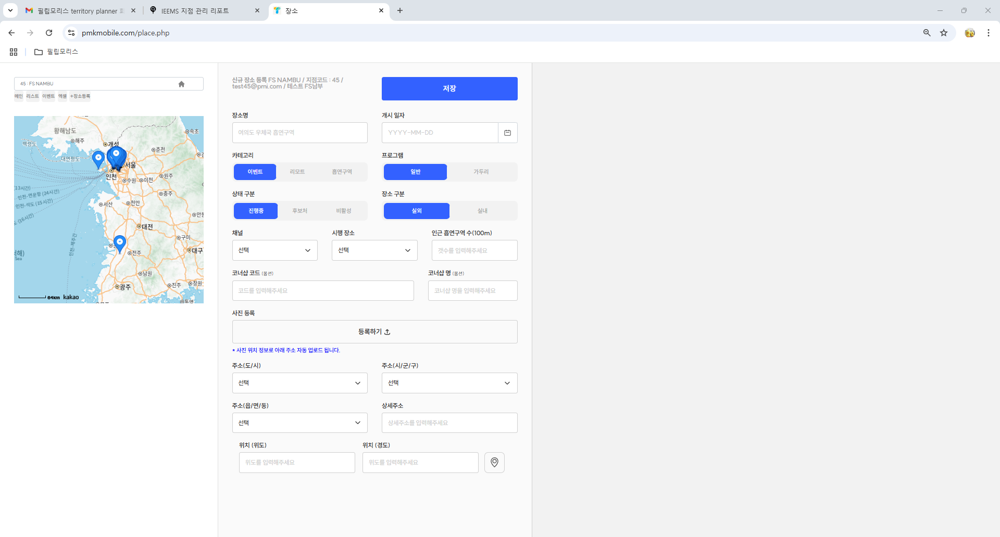 필립모리스 territory planner
IEEMS 지점 관리 리포트
장소
pmkmobile.com/place.php
필립모리스
45 : FS NAMBU
메인 리스트 이벤트 엑셀 +장소등록
황해남도
속초
백령도
해주
개성
춘천
대연평도
서울
인천
수원
이천
원주
(13시간)
인천-연운항 (24시간)
충주
인천-석도 (15시간)
서산
천안
(16시간)
대전
구미
인천-제주간
전주
대구
Sea
남원
광주
진주
창원
통영
64km kakao
신규 장소 등록 FS NAMBU / 지점코드 : 45 /
test45@pmi.com / 테스트 FS남부
저장
장소명
개시 일자
여의도 우체국 흡연구역
YYYY-MM-DD
카테고리
프로그램
이벤트 리모트 흡연구역
일반 가두리
상태 구분
장소 구분
진행중 후보처 비활성
실외 실내
채널
시행 장소
인근 흡연구역 수(100m)
선택
선택
갯수를 입력해주세요
코너샵 코드 (옵션)
코너샵 명 (옵션)
코드를 입력해주세요
코너샵 명을 입력해주세요
사진 등록
등록하기
* 사진 위치 정보로 아래 주소 자동 업로드 됩니다.
주소(도/시)
주소(시/군/구)
선택
선택
주소(읍/면/동)
상세주소
선택
상세주소를 입력해주세요
위치 (위도)
위치 (경도)
위도를 입력해주세요
위도를 입력해주세요